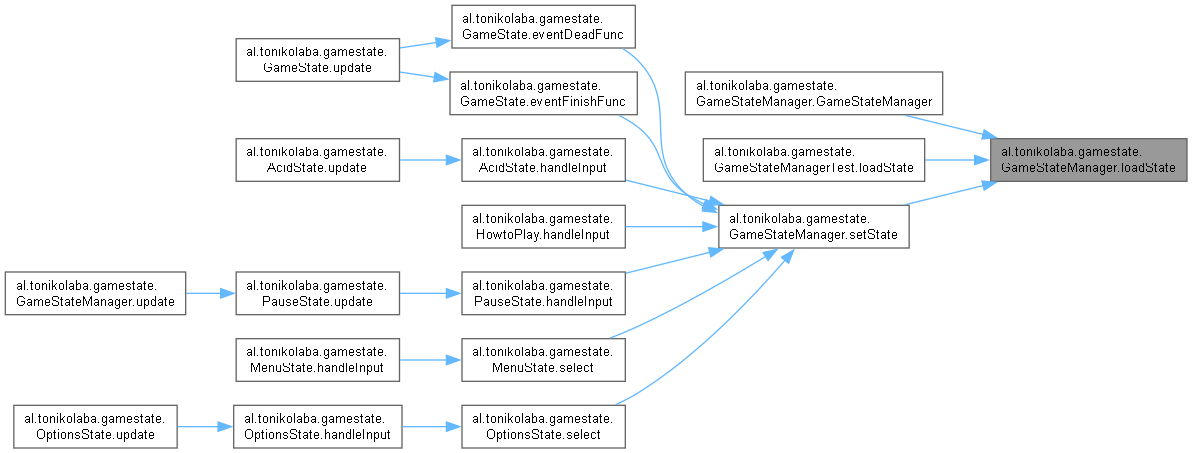 al.tonikolaba.gamestate.
GameState.eventDeadFunc
al.tonikolaba.gamestate.
GameState.update
al.tonikolaba.gamestate.
GameState.eventFinishFunc
al.tonikolaba.gamestate.
GameStateManager.GameStateManager
al.tonikolaba.gamestate.
AcidState.update
al.tonikolaba.gamestate.
AcidState.handleInput
al.tonikolaba.gamestate.
GameStateManagerTest.loadState
al.tonikolaba.gamestate.
GameStateManager.loadState
al.tonikolaba.gamestate.
HowtoPlay.handleInput
al.tonikolaba.gamestate.
GameStateManager.setState
al.tonikolaba.gamestate.
GameStateManager.update
al.tonikolaba.gamestate.
PauseState.update
al.tonikolaba.gamestate.
PauseState.handleInput
al.tonikolaba.gamestate.
MenuState.handleInput
al.tonikolaba.gamestate.
MenuState.select
al.tonikolaba.gamestate.
OptionsState.update
al.tonikolaba.gamestate.
OptionsState.handleInput
al.tonikolaba.gamestate.
OptionsState.select